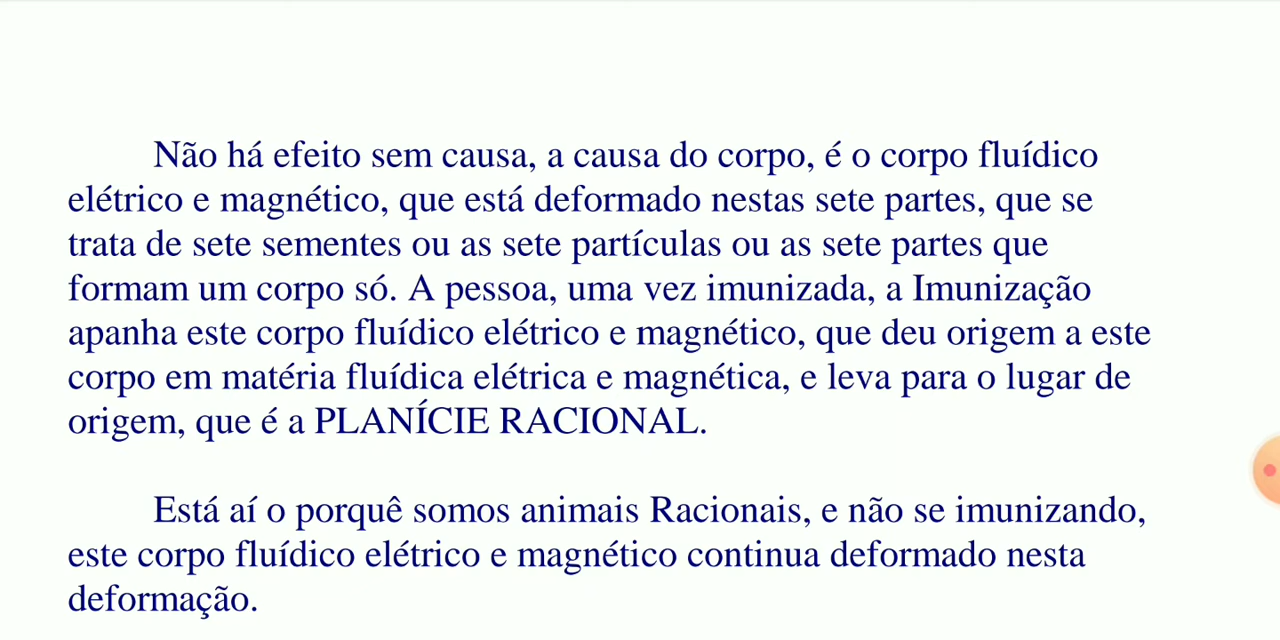 Não há efeito sem causa, a causa do corpo, é o corpo fluídico
elétrico e magnético, que está deformado nestas sete partes, que se
trata de sete sementes ou as sete partículas ou as sete partes que
formam um corpo só. A pessoa, uma vez imunizada, a Imunização
apanha este corpo fluídico elétrico e magnético, que deu origem a este
corpo em matéria fluídica elétrica e magnética, e leva para o lugar de
origem, que é a PLANÍCIE RACIONAL.
Está aí o porquê somos animais Racionais, e não se imunizando,
este corpo fluídico elétrico e magnético continua deformado nesta
deformação.